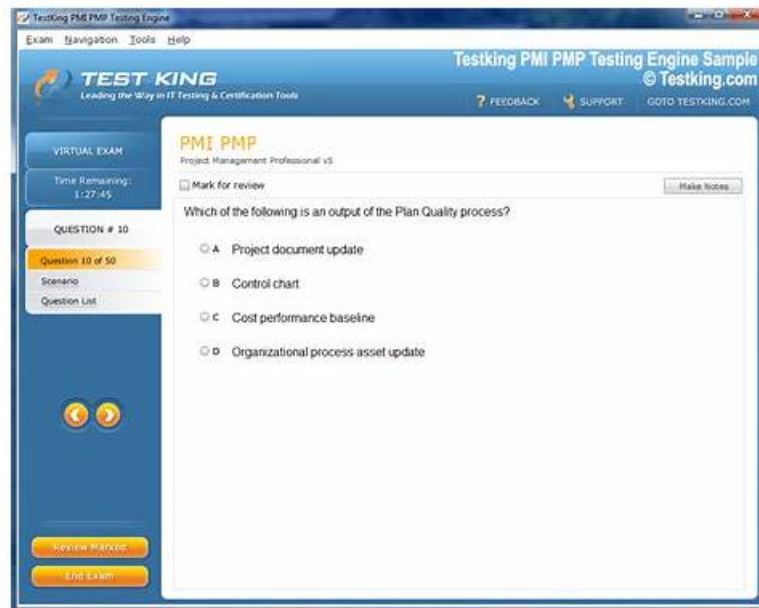 TestKing PMI PMP Testing Engine
Exam Navigation Tools Help
Testking PMI PMP Testing Engine Sample
© Testking.com
TEST KING
Leading the Way in IT Testing & Certification Tools
? FEEDBACK SUPPORT GOTO TESTKING.COM
VIRTUAL EXAM
Time Remaining:
1:27:45
QUESTION # 10
Question 10 of 50
Scenario
Question List
Review Marked
End Exam
PMI PMP
Project Management Professional v5
Mark for review
Make Notes
Which of the following is an output of the Plan Quality process?
A Project document update
B Control chart
C Cost performance baseline
D Organizational process asset update